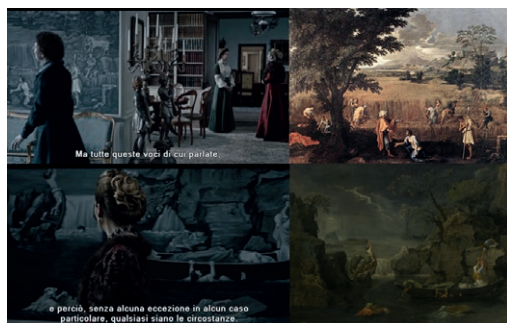 Ma tutte queste voci di cui parlate,
e perciò, senza alcuna eccezione in alcun caso
particolare, qualsiasi siano le circostanze.